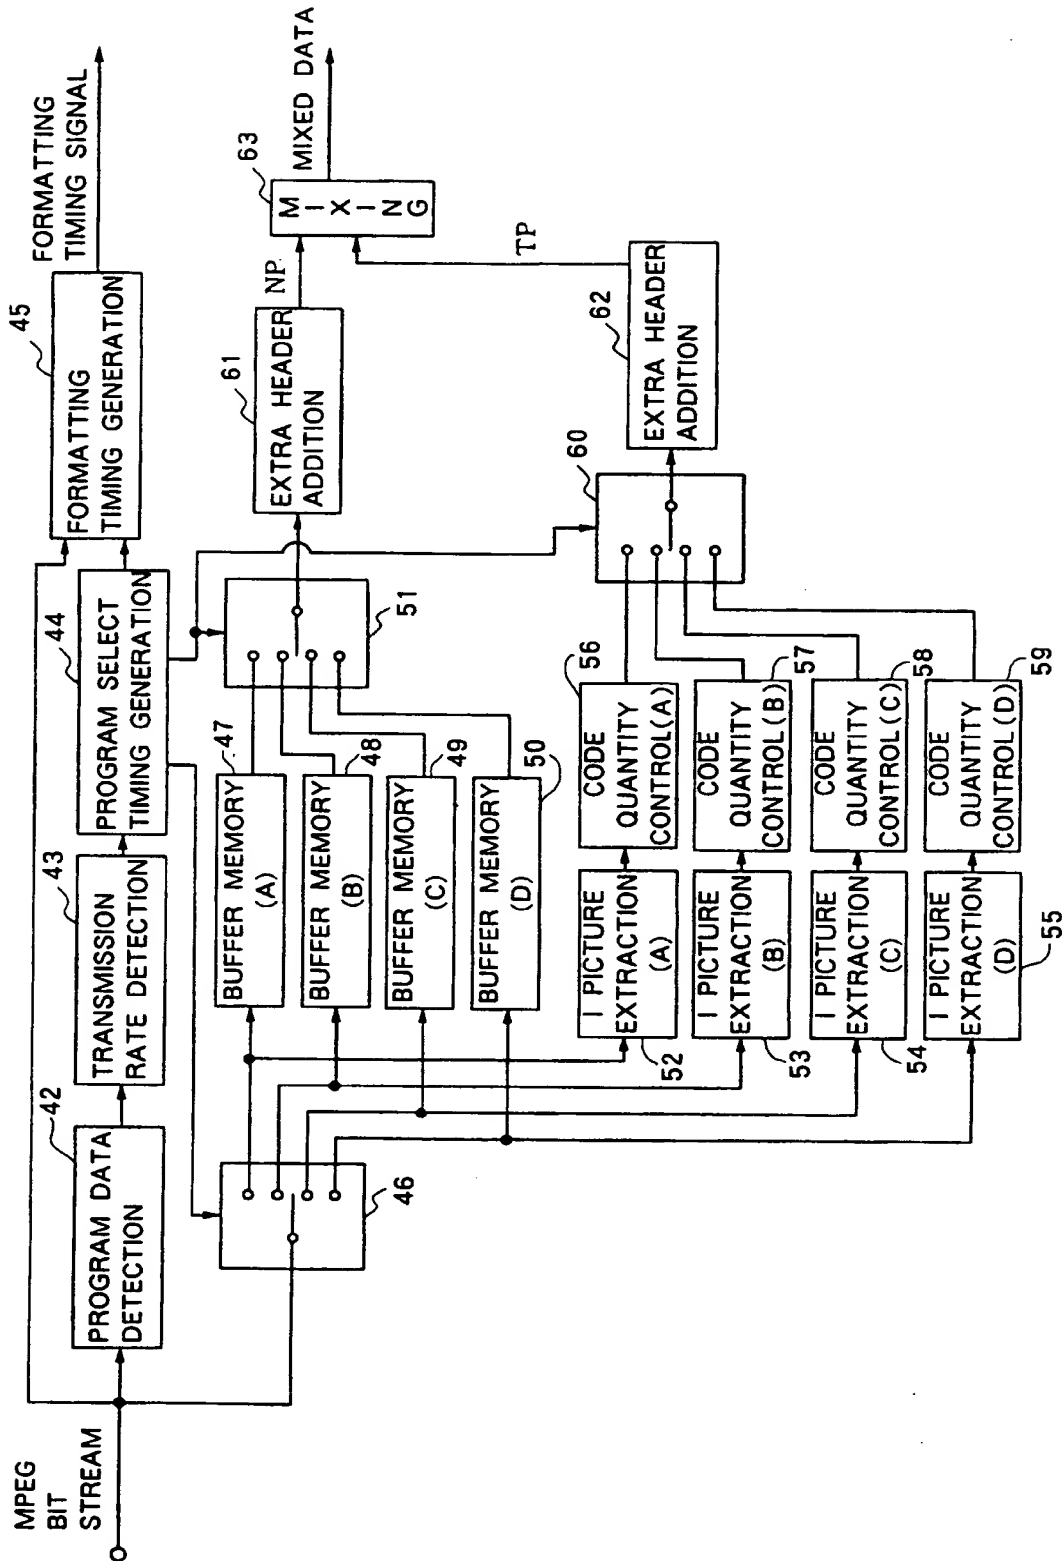 MPEG
BIT
STREAM
42
PROGRAM DATA
DETECTION
43
TRANSMISSION
RATE DETECTION
44
PROGRAM SELECT
TIMING GENERATION
45
FORMATTING
TIMING GENERATION
FORMATTING
TIMING SIGNAL
46
47
BUFFER MEMORY
(A)
48
BUFFER MEMORY
(B)
49
BUFFER MEMORY
(C)
50
BUFFER MEMORY
(D)
51
61
EXTRA HEADER
ADDITION
NP
63
MIXING
MIXED DATA
TP
52
I PICTURE
EXTRACTION
(A)
53
I PICTURE
EXTRACTION
(B)
54
I PICTURE
EXTRACTION
(C)
55
I PICTURE
EXTRACTION
(D)
56
CODE
QUANTITY
CONTROL(A)
57
CODE
QUANTITY
CONTROL(B)
58
CODE
QUANTITY
CONTROL(C)
59
CODE
QUANTITY
CONTROL(D)
60
62
EXTRA HEADER
ADDITION